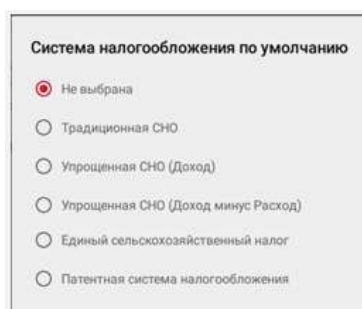 Система налогообложения по умолчанию
Не выбрана
Традиционная СНО
Упрощенная СНО (Доход)
Упрощенная СНО (Доход минус Расход)
Единый сельскохозяйственный налог
Патентная система налогообложения